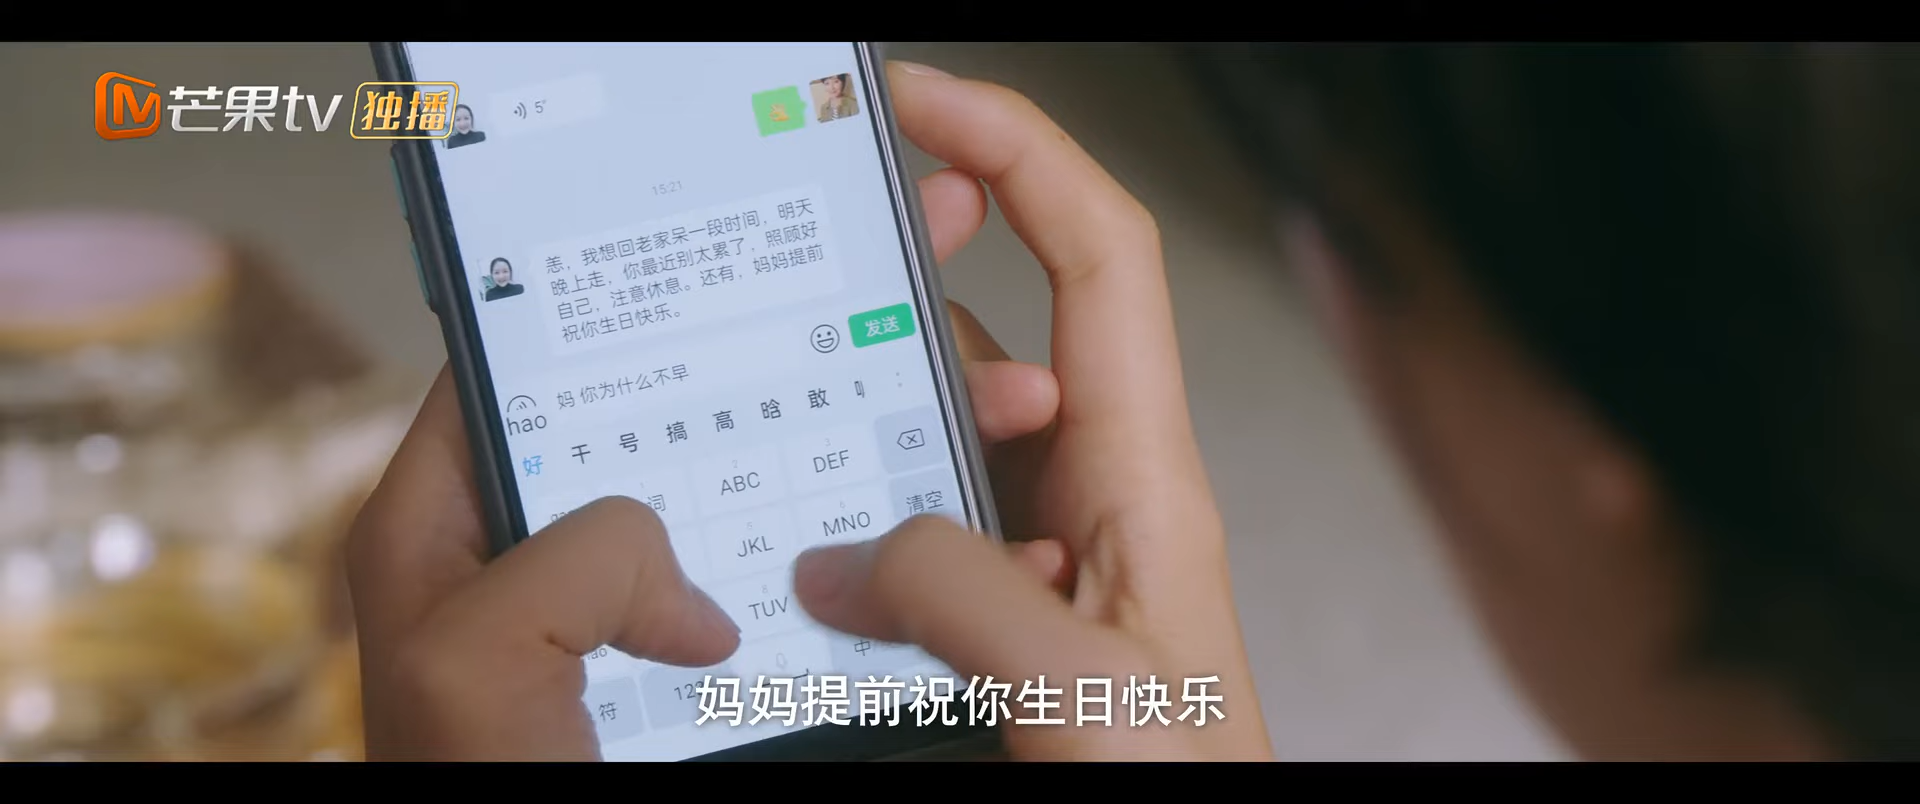 芒果tv 独播
5"
15:21
恙，我想回老家呆一段时间，明天
晚上走，你最近别太累了，照顾好
自己，注意休息。还有，妈妈提前
祝你生日快乐。
发送
妈 你为什么不早
hao
好 干 号 搞 高 晗 敢
词 ABC DEF
JKL MNO 清空
TUV
符 中
妈妈提前祝你生日快乐